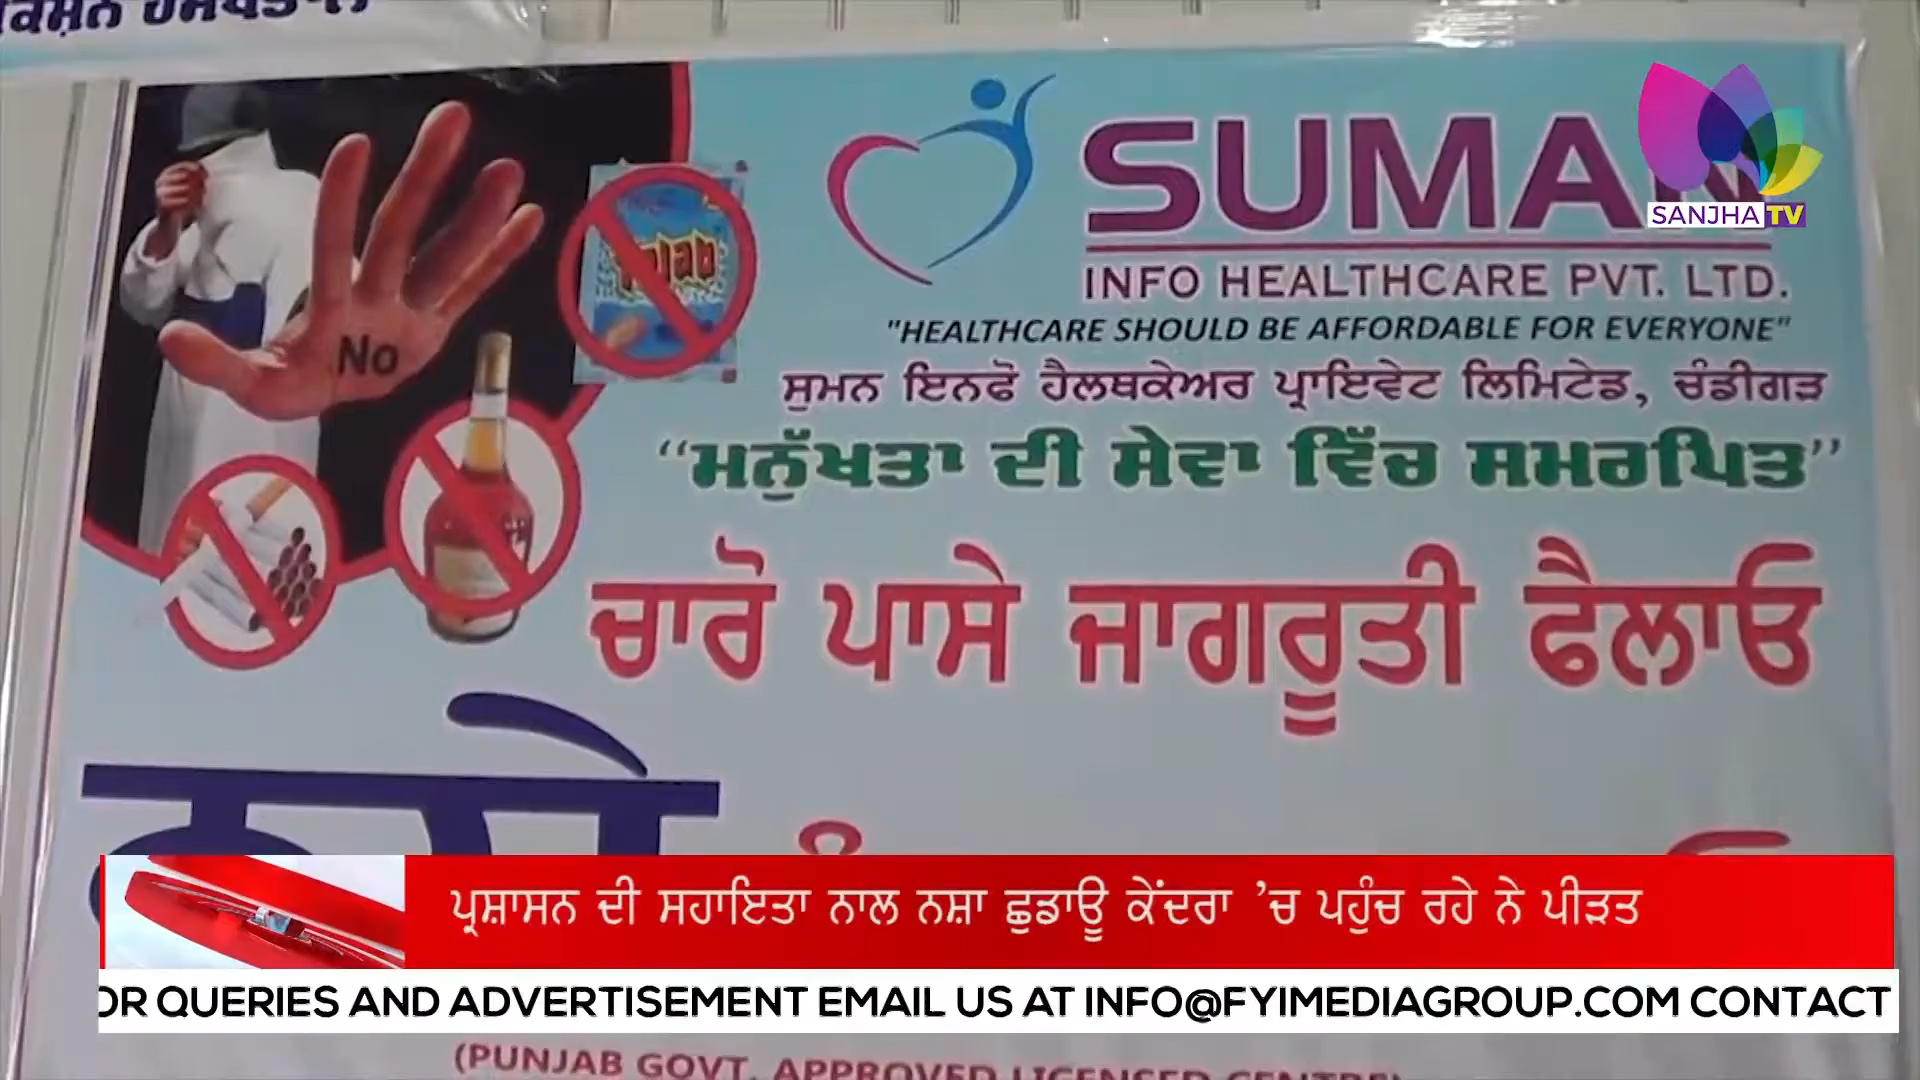 No
SUMAN
SANJHA TV
INFO HEALTHCARE PVT. LTD.
"HEALTHCARE SHOULD BE AFFORDABLE FOR EVERYONE"
ਸੁਮਨ ਇਨਫੋ ਹੈਲਥਕੇਅਰ ਪ੍ਰਾਇਵੇਟ ਲਿਮਿਟੇਡ, ਚੰਡੀਗੜ
“ਮਨੁੱਖਤਾ ਦੀ ਸੇਵਾ ਵਿੱਚ ਸਮਰਪਿਤ”
ਚਾਰੋ ਪਾਸੇ ਜਾਗਰੂਤੀ ਫੈਲਾਓ
ਪ੍ਰਸ਼ਾਸਨ ਦੀ ਸਹਾਇਤਾ ਨਾਲ ਨਸ਼ਾ ਛੁਡਾਊ ਕੇਂਦਰਾ ’ਚ ਪਹੁੰਚ ਰਹੇ ਨੇ ਪੀੜਤ
OR QUERIES AND ADVERTISEMENT EMAIL US AT INFO@FYIMEDIAGROUP.COM CONTACT
(PUNJAB GOVT. APPROVED LICENSED CENTRE)